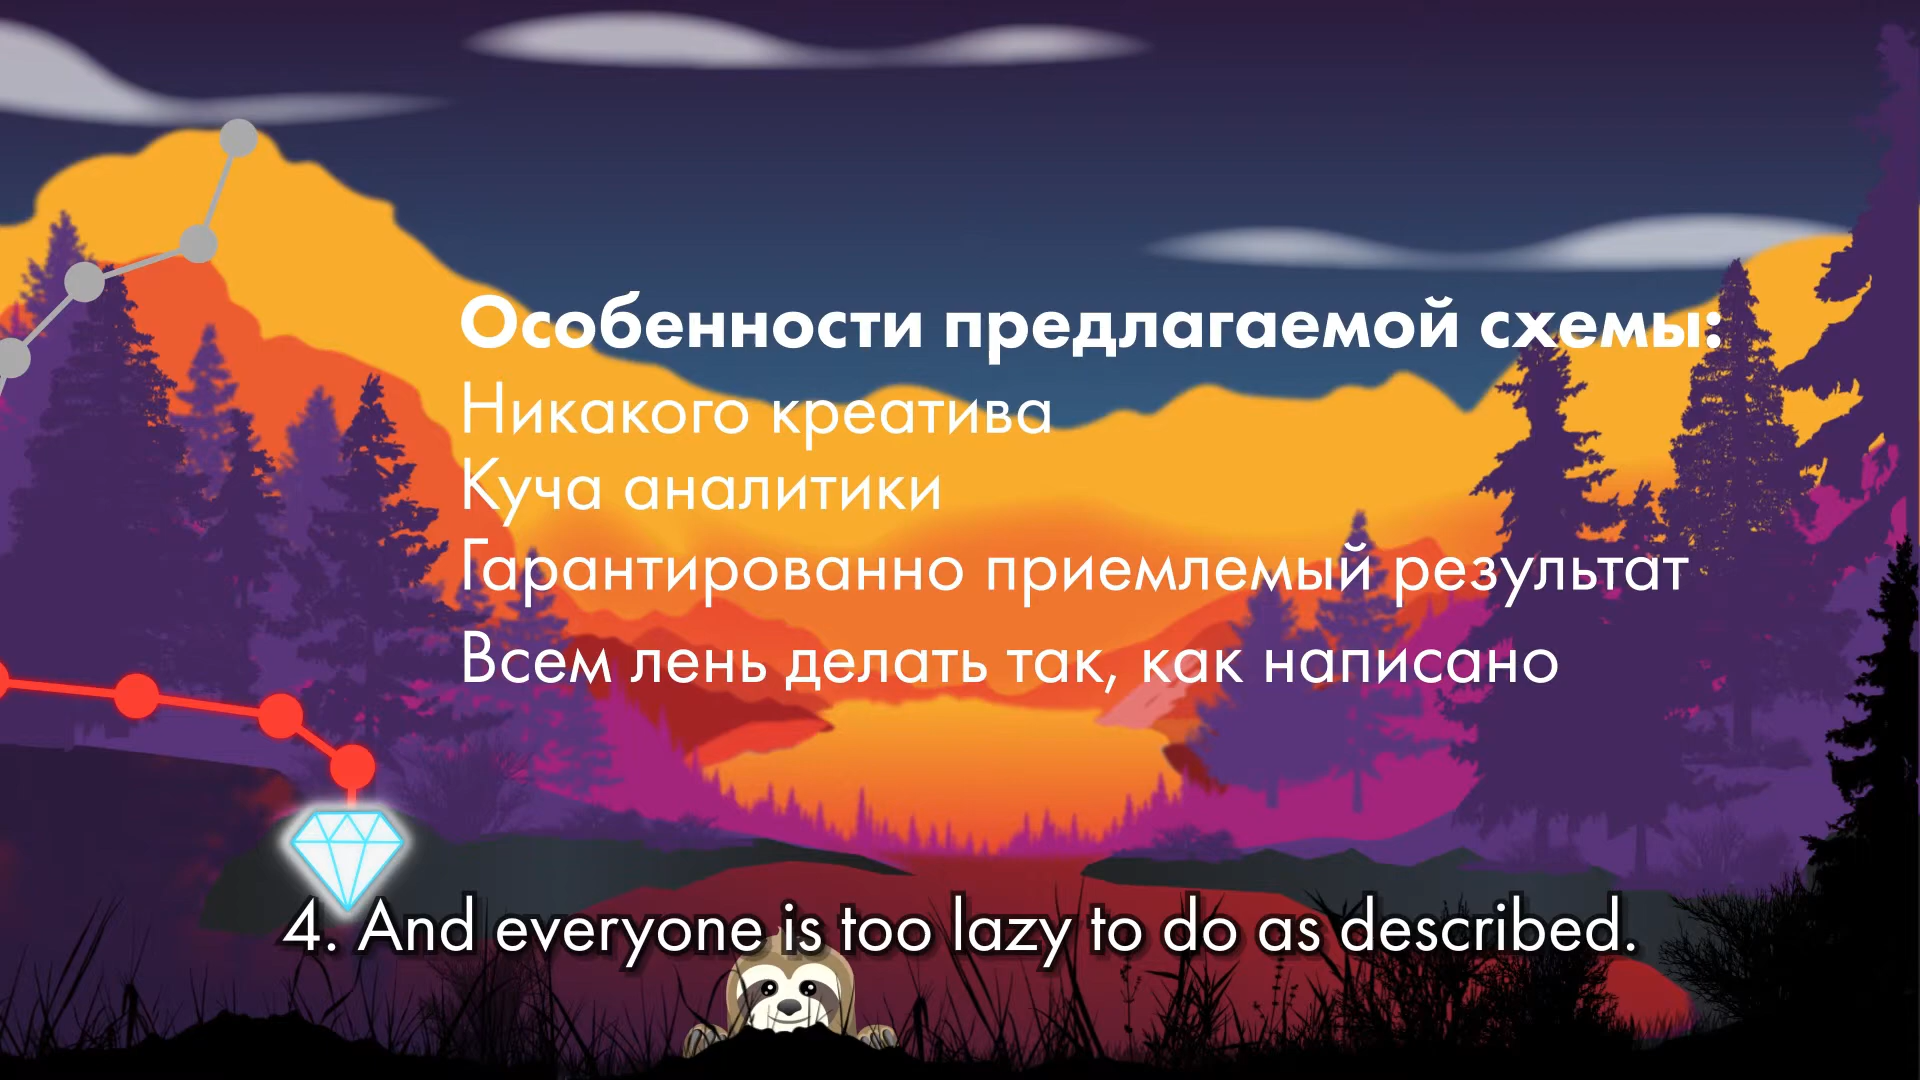 Особенности предлагаемой схемы:
Никакого креатива
Куча аналитики
Гарантированно приемлемый результат
Всем лень делать так, как написано
4. And everyone is too lazy to do as described.